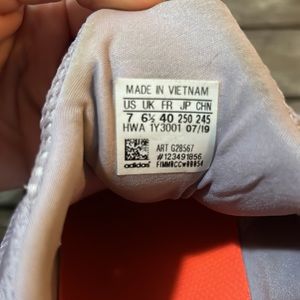 MADE IN VIETNAM
US UK FR JP CHN
7 6½ 40 250 245
HWA 1Y3001 07/19
ART G28567
#123491856
adidas